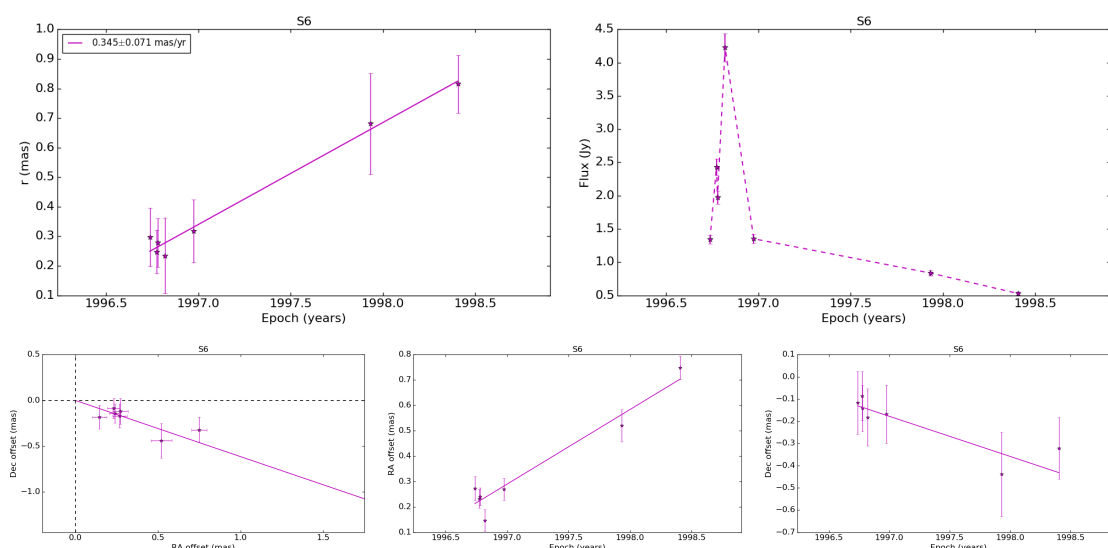 S6
0.345±0.071 mas/yr
r (mas)
1.0
0.9
0.8
0.7
0.6
0.5
0.4
0.3
0.2
0.1
1996.5 1997.0 1997.5 1998.0 1998.5
Epoch (years)
S6
Flux (Jy)
4.5
4.0
3.5
3.0
2.5
2.0
1.5
1.0
0.5
1996.5 1997.0 1997.5 1998.0 1998.5
Epoch (years)
S6
Dec offset (mas)
0.5
0.0
−0.5
−1.0
0.0 0.5 1.0 1.5
RA offset (mas)
S6
RA offset (mas)
0.8
0.7
0.6
0.5
0.4
0.3
0.2
0.1
1996.5 1997.0 1997.5 1998.0 1998.5
Epoch (years)
S6
Dec offset (mas)
0.1
−0.0
−0.1
−0.2
−0.3
−0.4
−0.5
−0.6
−0.7
1996.5 1997.0 1997.5 1998.0 1998.5
Epoch (years)